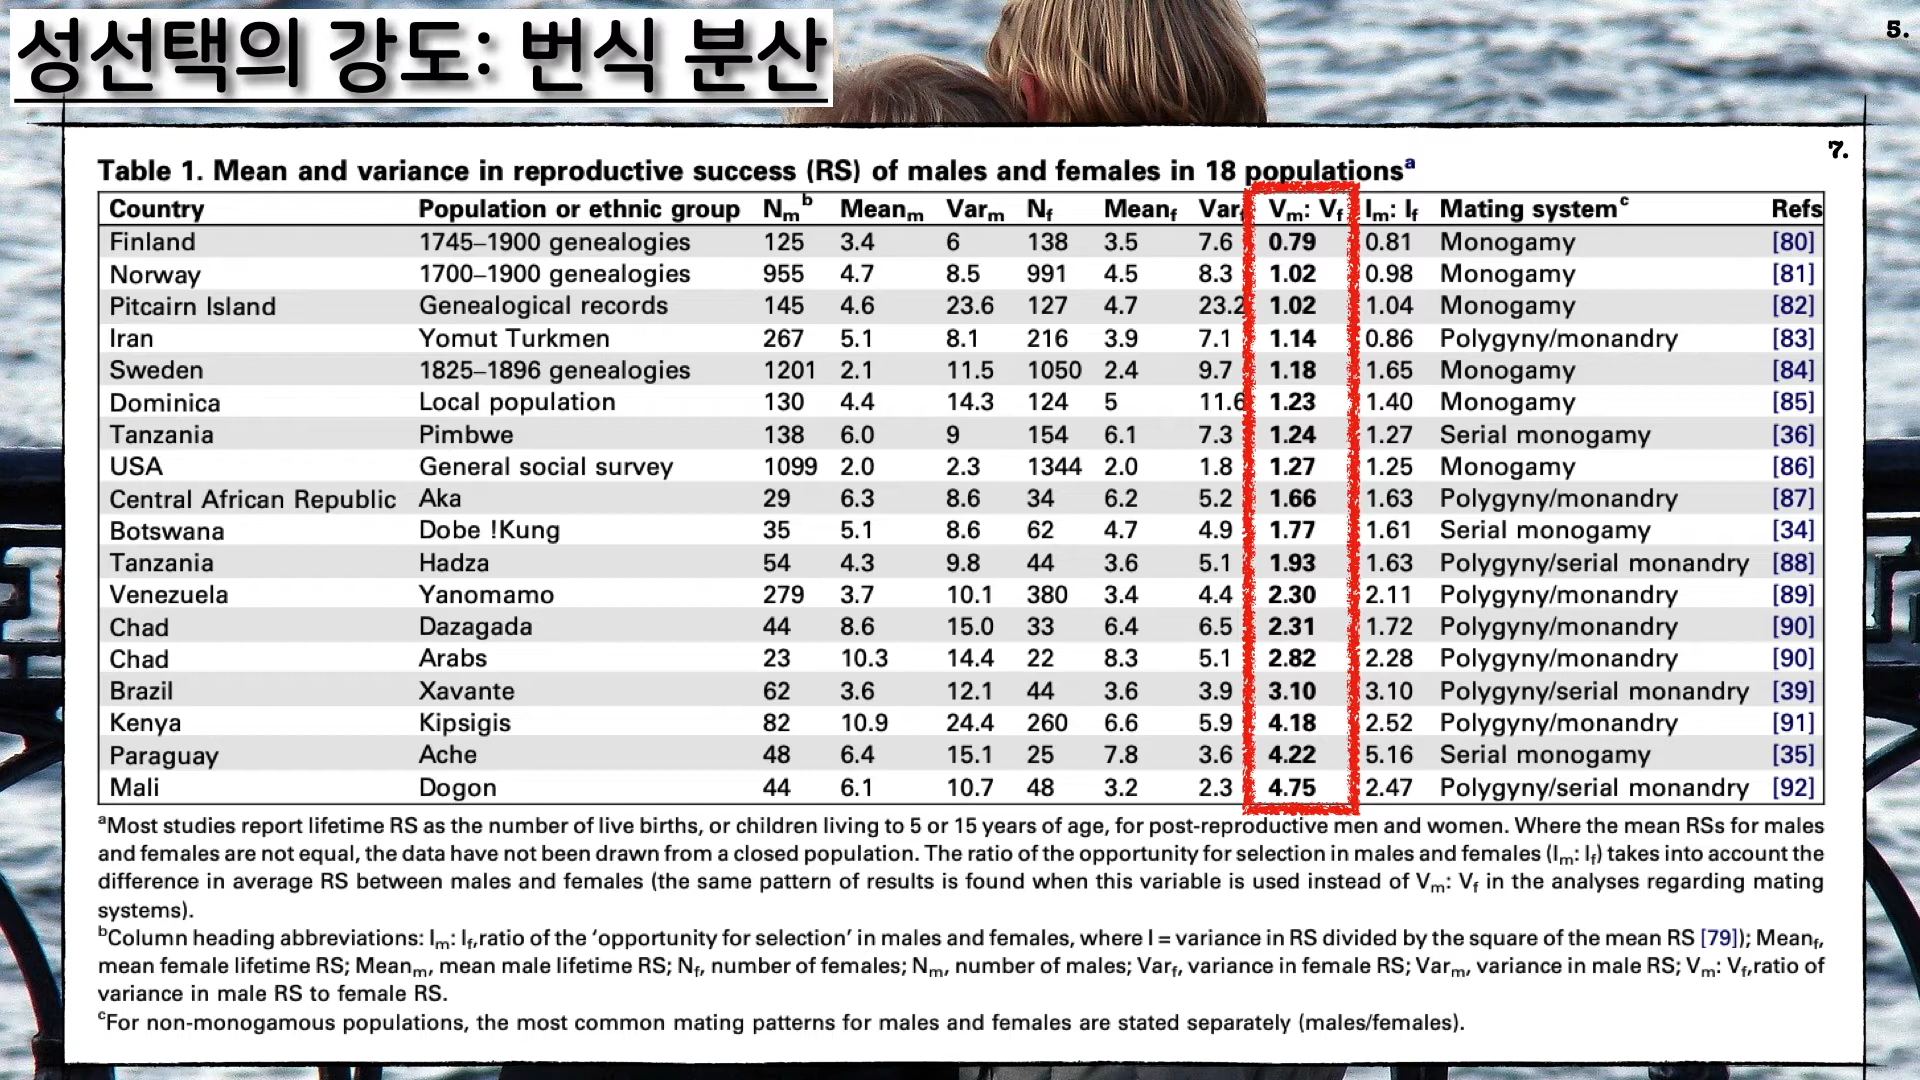 성선택의 강도: 번식 분산
5.
7.
Table 1. Mean and variance in reproductive success (RS) of males and females in 18 populationsᵃ
Country Population or ethnic group Nₘᵇ Meanₘ Varₘ N_f Mean_f Var_f Vₘ: V_f Iₘ: I_f Mating systemᶜ Refs
Finland 1745–1900 genealogies 125 3.4 6 138 3.5 7.6 0.79 0.81 Monogamy [80]
Norway 1700–1900 genealogies 955 4.7 8.5 991 4.5 8.3 1.02 0.98 Monogamy [81]
Pitcairn Island Genealogical records 145 4.6 23.6 127 4.7 23.2 1.02 1.04 Monogamy [82]
Iran Yomut Turkmen 267 5.1 8.1 216 3.9 7.1 1.14 0.86 Polygyny/monandry [83]
Sweden 1825–1896 genealogies 1201 2.1 11.5 1050 2.4 9.7 1.18 1.65 Monogamy [84]
Dominica Local population 130 4.4 14.3 124 5 11.6 1.23 1.40 Monogamy [85]
Tanzania Pimbwe 138 6.0 9 154 6.1 7.3 1.24 1.27 Serial monogamy [36]
USA General social survey 1099 2.0 2.3 1344 2.0 1.8 1.27 1.25 Monogamy [86]
Central African Republic Aka 29 6.3 8.6 34 6.2 5.2 1.66 1.63 Polygyny/monandry [87]
Botswana Dobe !Kung 35 5.1 8.6 62 4.7 4.9 1.77 1.61 Serial monogamy [34]
Tanzania Hadza 54 4.3 9.8 44 3.6 5.1 1.93 1.63 Polygyny/serial monandry [88]
Venezuela Yanomamo 279 3.7 10.1 380 3.4 4.4 2.30 2.11 Polygyny/monandry [89]
Chad Dazagada 44 8.6 15.0 33 6.4 6.5 2.31 1.72 Polygyny/monandry [90]
Chad Arabs 23 10.3 14.4 22 8.3 5.1 2.82 2.28 Polygyny/monandry [90]
Brazil Xavante 62 3.6 12.1 44 3.6 3.9 3.10 3.10 Polygyny/serial monandry [39]
Kenya Kipsigis 82 10.9 24.4 260 6.6 5.9 4.18 2.52 Polygyny/monandry [91]
Paraguay Ache 48 6.4 15.1 25 7.8 3.6 4.22 5.16 Serial monogamy [35]
Mali Dogon 44 6.1 10.7 48 3.2 2.3 4.75 2.47 Polygyny/serial monandry [92]
ᵃMost studies report lifetime RS as the number of live births, or children living to 5 or 15 years of age, for post-reproductive men and women. Where the mean RSs for males
and females are not equal, the data have not been drawn from a closed population. The ratio of the opportunity for selection in males and females (Iₘ: I_f) takes into account the
difference in average RS between males and females (the same pattern of results is found when this variable is used instead of Vₘ: V_f in the analyses regarding mating
systems).
ᵇColumn heading abbreviations: Iₘ: I_f,ratio of the ‘opportunity for selection’ in males and females, where I = variance in RS divided by the square of the mean RS [79]); Mean_f,
mean female lifetime RS; Meanₘ, mean male lifetime RS; N_f, number of females; Nₘ, number of males; Var_f, variance in female RS; Varₘ, variance in male RS; Vₘ: V_f,ratio of
variance in male RS to female RS.
ᶜFor non-monogamous populations, the most common mating patterns for males and females are stated separately (males/females).